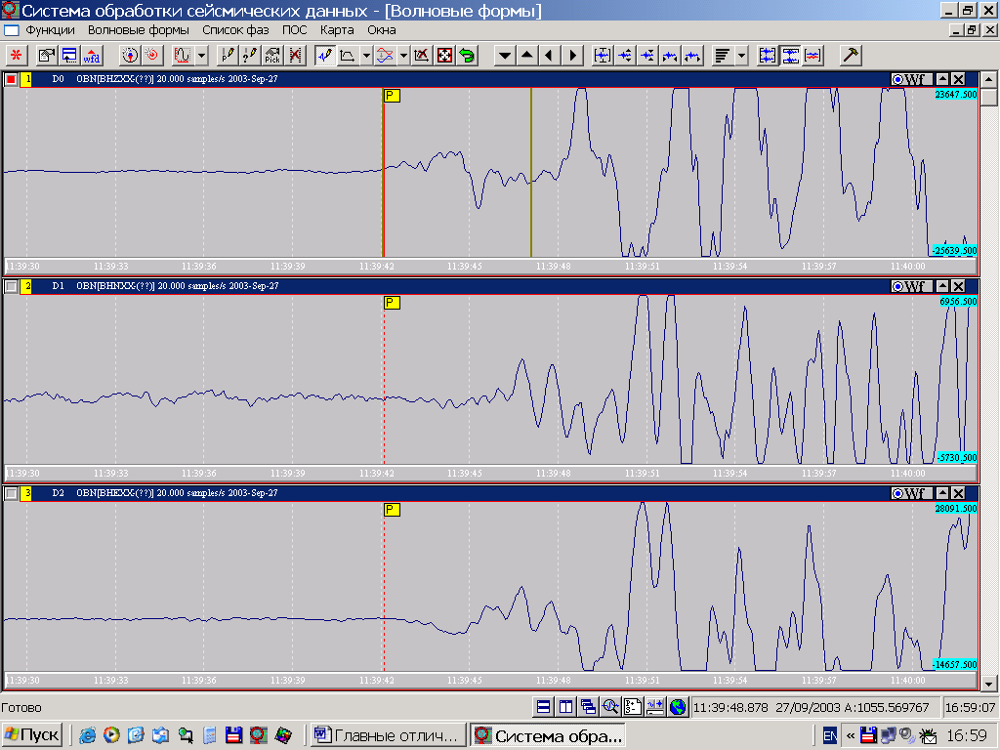 Система обработки сейсмических данных - [Волновые формы]
Функции Волновые формы Список фаз ПОС Карта Окна
wfd P ? Pick
1 D0 OBN[BHZXX-(??)] 20.000 samples/s 2003-Sep-27 Wf
P 23647.500
-25639.500
11:39:30 11:39:33 11:39:36 11:39:39 11:39:42 11:39:45 11:39:48 11:39:51 11:39:54 11:39:57 11:40:00
2 D1 OBN[BHNXX-(??)] 20.000 samples/s 2003-Sep-27 Wf
P 6956.500
-5730.500
11:39:30 11:39:33 11:39:36 11:39:39 11:39:42 11:39:45 11:39:48 11:39:51 11:39:54 11:39:57 11:40:00
3 D2 OBN[BHEXX-(??)] 20.000 samples/s 2003-Sep-27 Wf
P 28091.500
-14657.500
11:39:30 11:39:33 11:39:36 11:39:39 11:39:42 11:39:45 11:39:48 11:39:51 11:39:54 11:39:57 11:40:00
Готово 11:39:48.878 27/09/2003 A:1055.569767 16:59:07
Пуск Главные отлич... Система обра... EN « 16:59